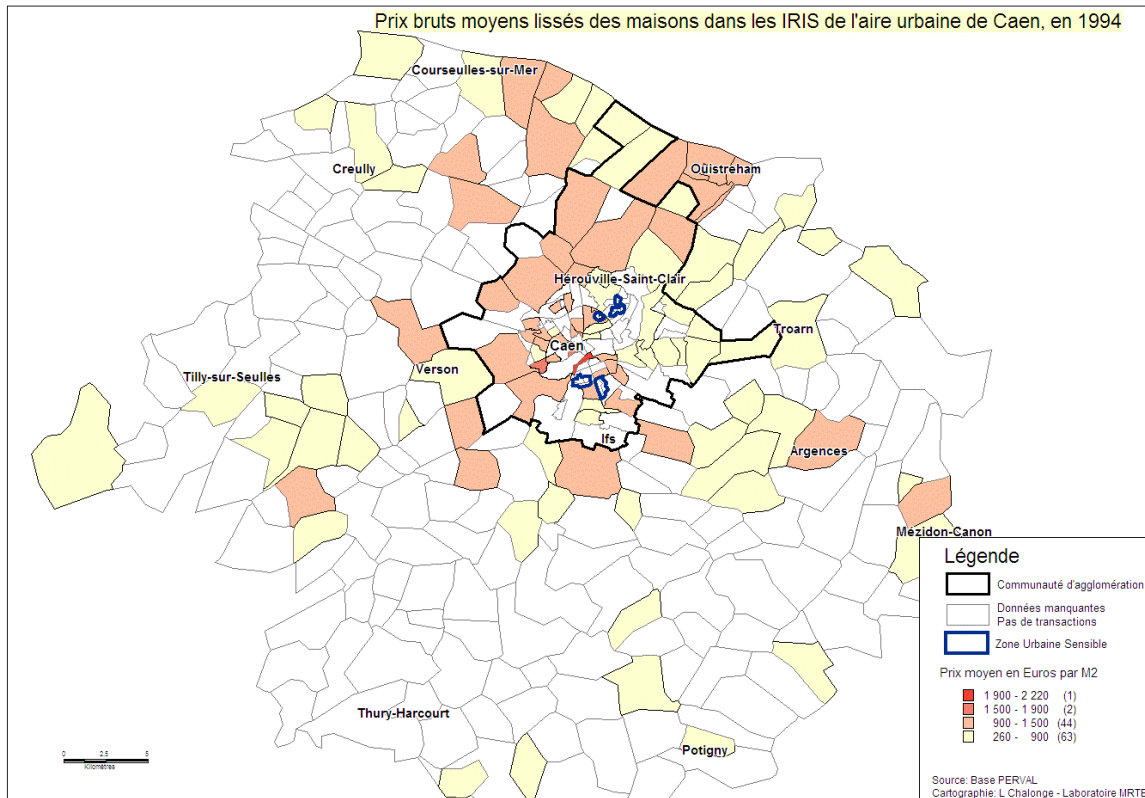 Prix bruts moyens lissés des maisons dans les IRIS de l'aire urbaine de Caen, en 1994
Courseulles-sur-Mer
Creully
Oüistreham
Hérouville-Saint-Clair
Troarn
Caen
Verson
Tilly-sur-Seulles
Ifs
Argences
Mézidon-Canon
Thury-Harcourt
Potigny
0 2.5 5
Kilomètres
Légende
Communauté d'agglomération
Données manquantes
Pas de transactions
Zone Urbaine Sensible
Prix moyen en Euros par M2
1 900 - 2 220 (1)
1 500 - 1 900 (2)
900 - 1 500 (44)
260 - 900 (63)
Source: Base PERVAL
Cartographie: L Chalonge - Laboratoire MRTE